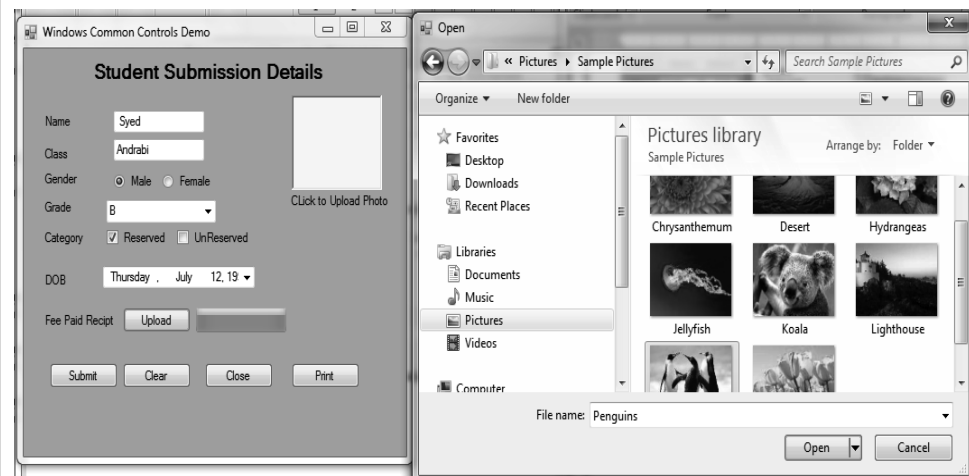 Windows Common Controls Demo
Student Submission Details
Name Syed
Class Andrabi
Gender Male Female
CLick to Upload Photo
Grade B
Category Reserved UnReserved
DOB Thursday , July 12, 19
Fee Paid Recipt Upload
Submit Clear Close Print
Open
« Pictures Sample Pictures Search Sample Pictures
Organize New folder
Favorites
Desktop
Downloads
Recent Places
Libraries
Documents
Music
Pictures
Videos
Computer
Pictures library
Sample Pictures
Arrange by: Folder
Chrysanthemum Desert Hydrangeas
Jellyfish Koala Lighthouse
File name: Penguins
Open Cancel